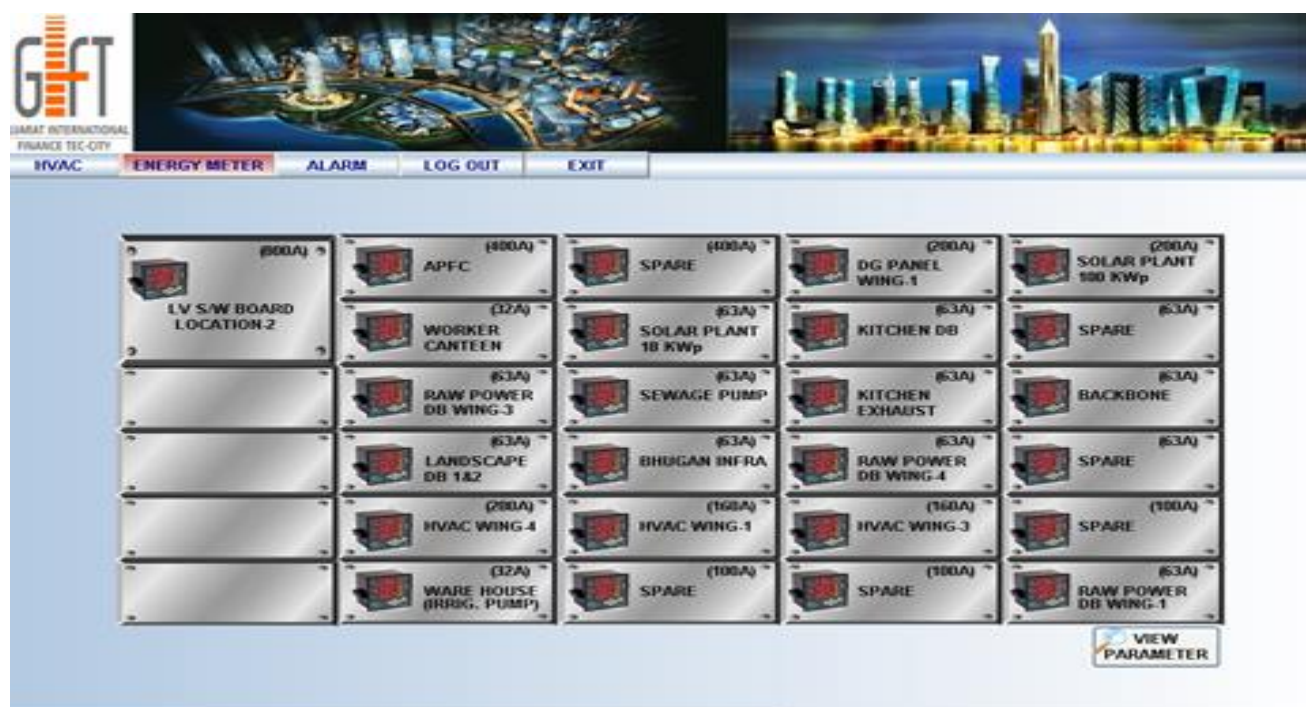 GIFT
GUJARAT INTERNATIONAL
FINANCE TEC-CITY
HVAC ENERGY METER ALARM LOG OUT EXIT
(800A)
LV S/W BOARD
LOCATION-2
(400A)
APFC
(400A)
SPARE
(200A)
DG PANEL
WING-1
(200A)
SOLAR PLANT
100 KWp
(32A)
WORKER
CANTEEN
(63A)
SOLAR PLANT
10 KWp
(63A)
KITCHEN DB
(63A)
SPARE
(63A)
RAW POWER
DB WING-3
(63A)
SEWAGE PUMP
(63A)
KITCHEN
EXHAUST
(63A)
BACKBONE
(63A)
LANDSCAPE
DB 1&2
(63A)
BHUGAN INFRA
(63A)
RAW POWER
DB WING-4
(63A)
SPARE
(200A)
HVAC WING-4
(160A)
HVAC WING-1
(160A)
HVAC WING-3
(100A)
SPARE
(32A)
WARE HOUSE
(IRRIG. PUMP)
(100A)
SPARE
(100A)
SPARE
(63A)
RAW POWER
DB WING-1
VIEW
PARAMETER